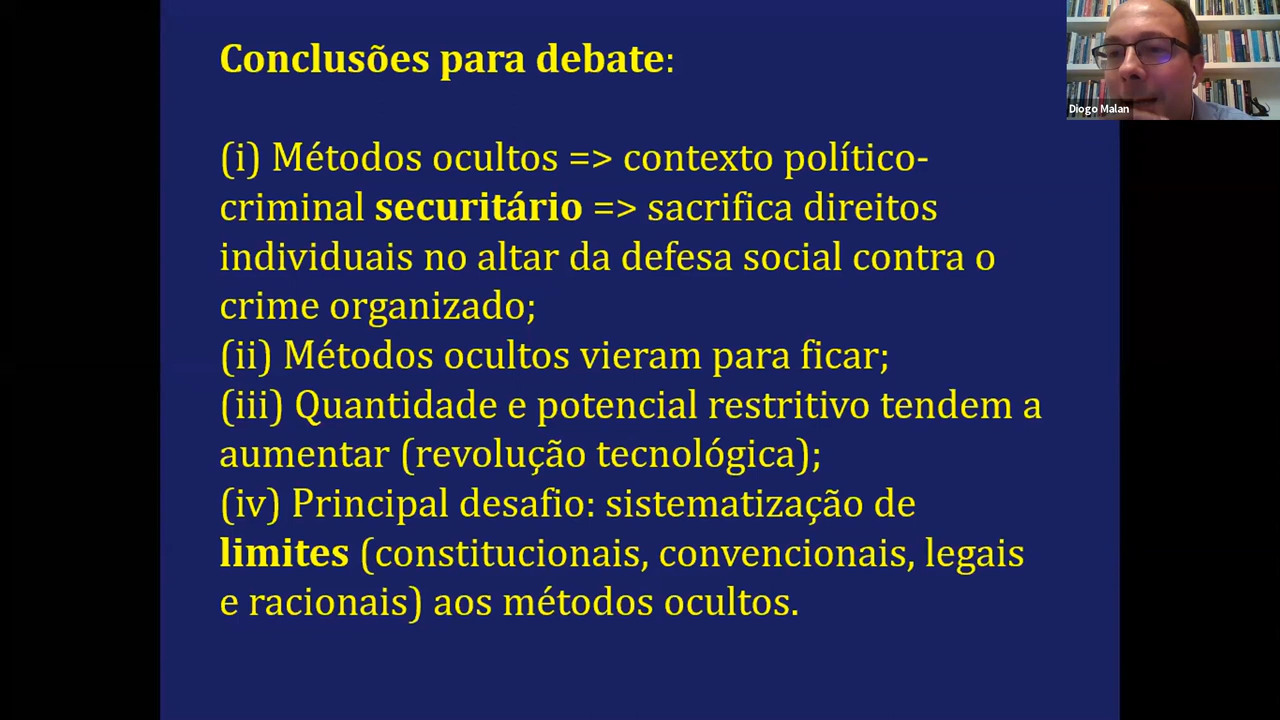 Conclusões para debate:
(i) Métodos ocultos => contexto político-
criminal securitário => sacrifica direitos
individuais no altar da defesa social contra o
crime organizado;
(ii) Métodos ocultos vieram para ficar;
(iii) Quantidade e potencial restritivo tendem a
aumentar (revolução tecnológica);
(iv) Principal desafio: sistematização de
limites (constitucionais, convencionais, legais
e racionais) aos métodos ocultos.
Diogo Malan